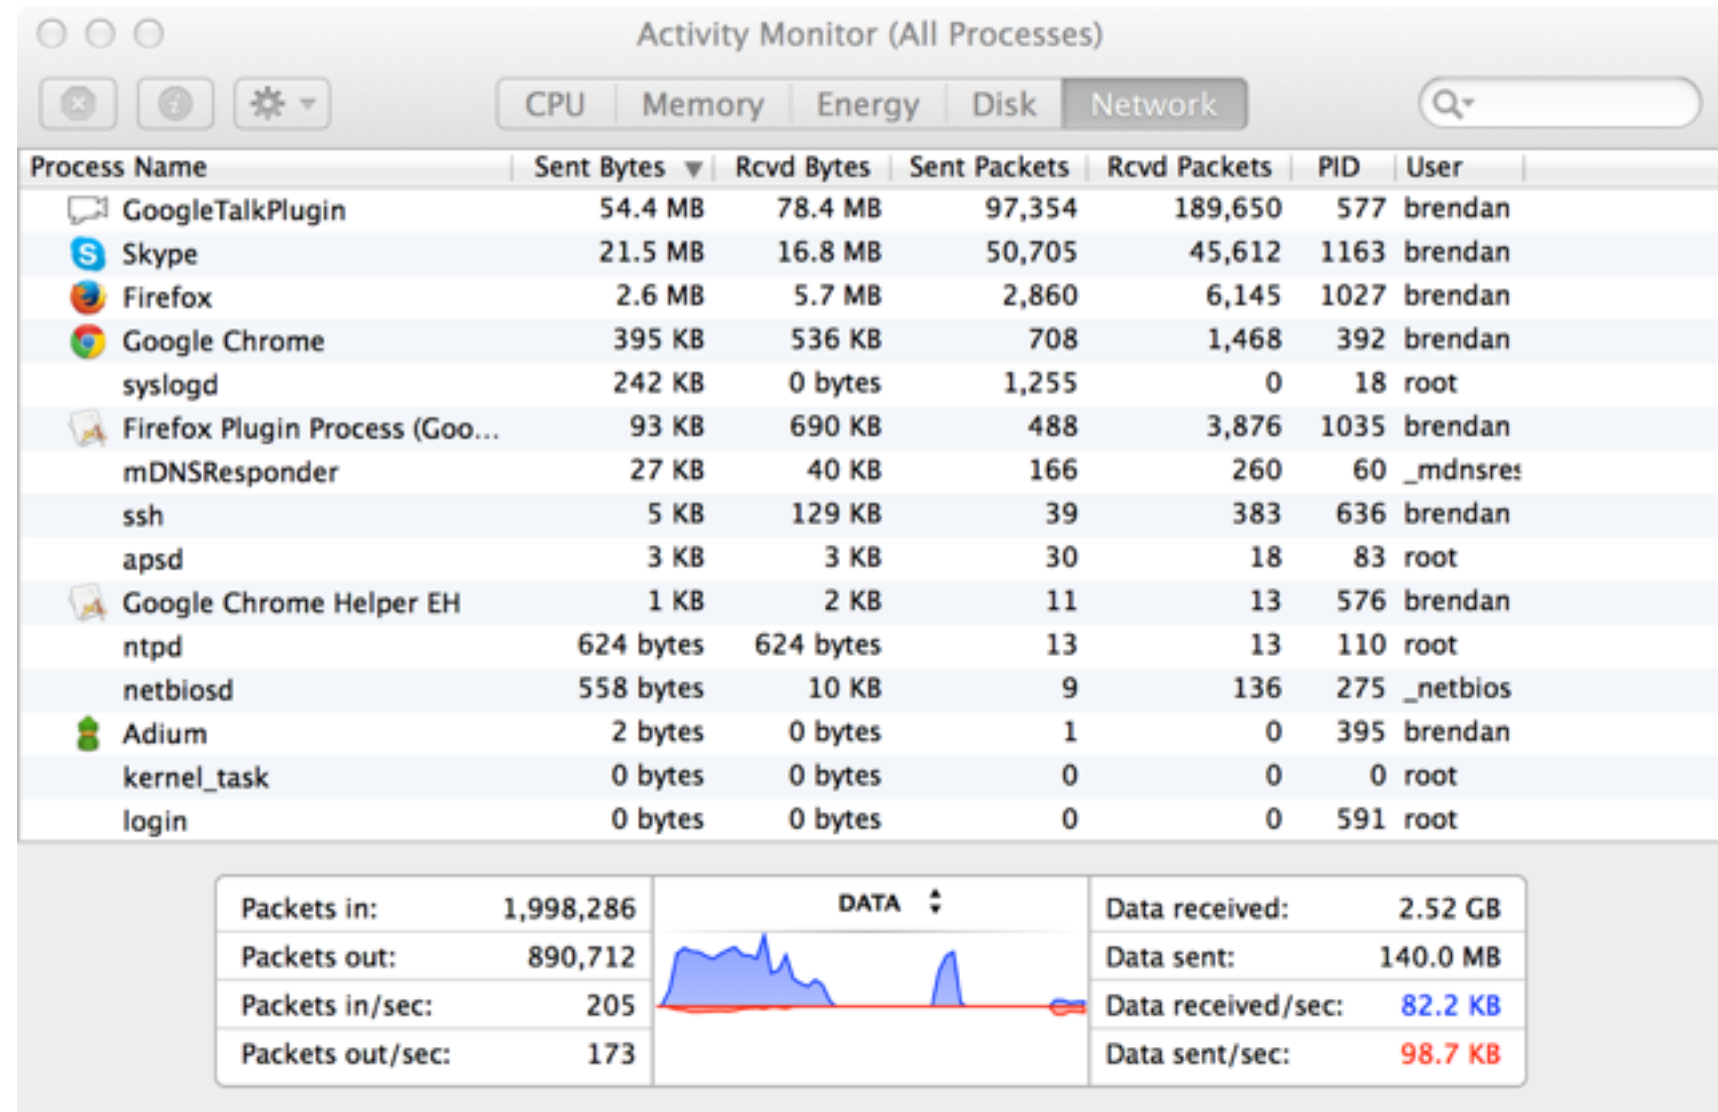 Activity Monitor (All Processes)
CPU Memory Energy Disk Network
Process Name Sent Bytes Rcvd Bytes Sent Packets Rcvd Packets PID User
GoogleTalkPlugin 54.4 MB 78.4 MB 97,354 189,650 577 brendan
Skype 21.5 MB 16.8 MB 50,705 45,612 1163 brendan
Firefox 2.6 MB 5.7 MB 2,860 6,145 1027 brendan
Google Chrome 395 KB 536 KB 708 1,468 392 brendan
syslogd 242 KB 0 bytes 1,255 0 18 root
Firefox Plugin Process (Goo... 93 KB 690 KB 488 3,876 1035 brendan
mDNSResponder 27 KB 40 KB 166 260 60 _mdnsres
ssh 5 KB 129 KB 39 383 636 brendan
apsd 3 KB 3 KB 30 18 83 root
Google Chrome Helper EH 1 KB 2 KB 11 13 576 brendan
ntpd 624 bytes 624 bytes 13 13 110 root
netbiosd 558 bytes 10 KB 9 136 275 _netbios
Adium 2 bytes 0 bytes 1 0 395 brendan
kernel_task 0 bytes 0 bytes 0 0 0 root
login 0 bytes 0 bytes 0 0 591 root
Packets in: 1,998,286 DATA Data received: 2.52 GB
Packets out: 890,712 Data sent: 140.0 MB
Packets in/sec: 205 Data received/sec: 82.2 KB
Packets out/sec: 173 Data sent/sec: 98.7 KB